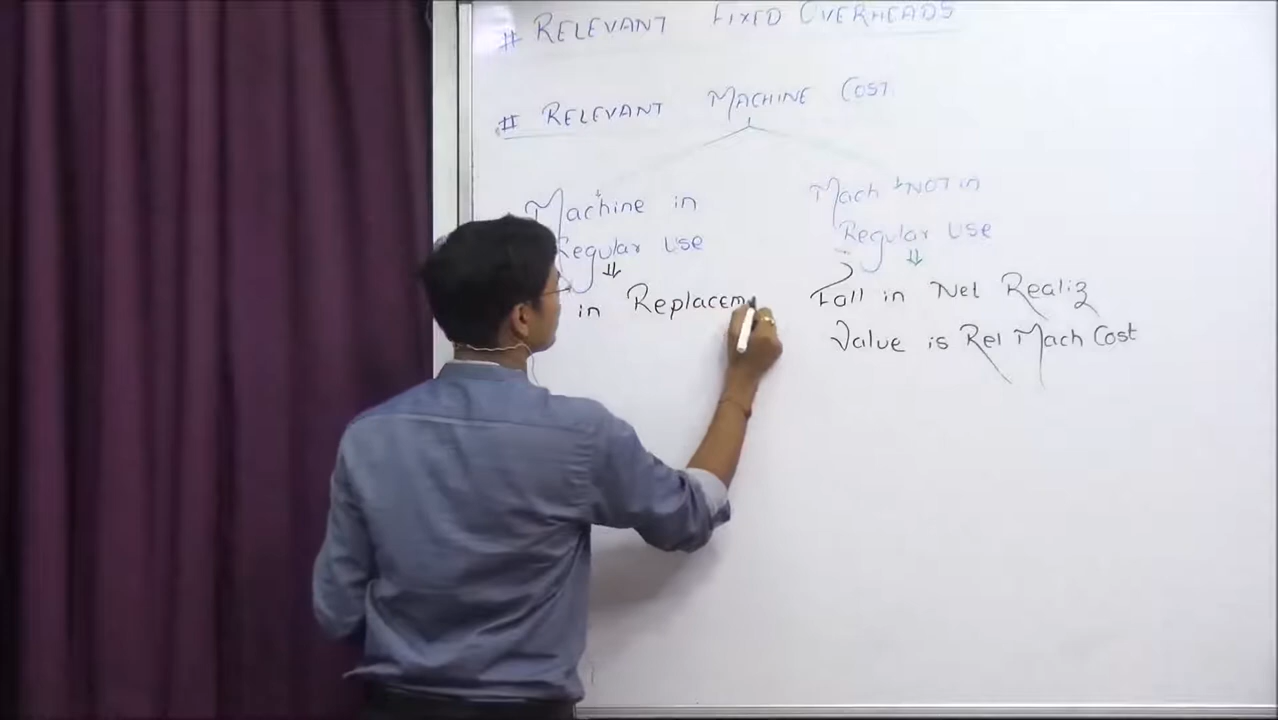 # RELEVANT FIXED OVERHEADS
# RELEVANT MACHINE COST
Machine in
Regular Use
in Replacem
Mach NOT in
Regular Use
Fall in Net Realiz
Value is Rel Mach Cost